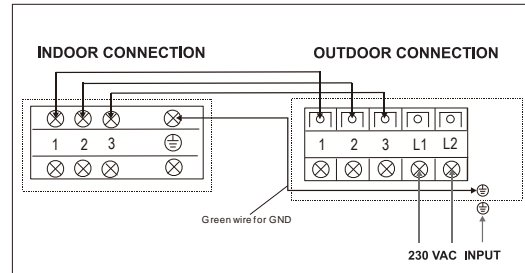 INDOOR CONNECTION
OUTDOOR CONNECTION
1 2 3
1 2 3 L1 L2
Green wire for GND
230 VAC INPUT